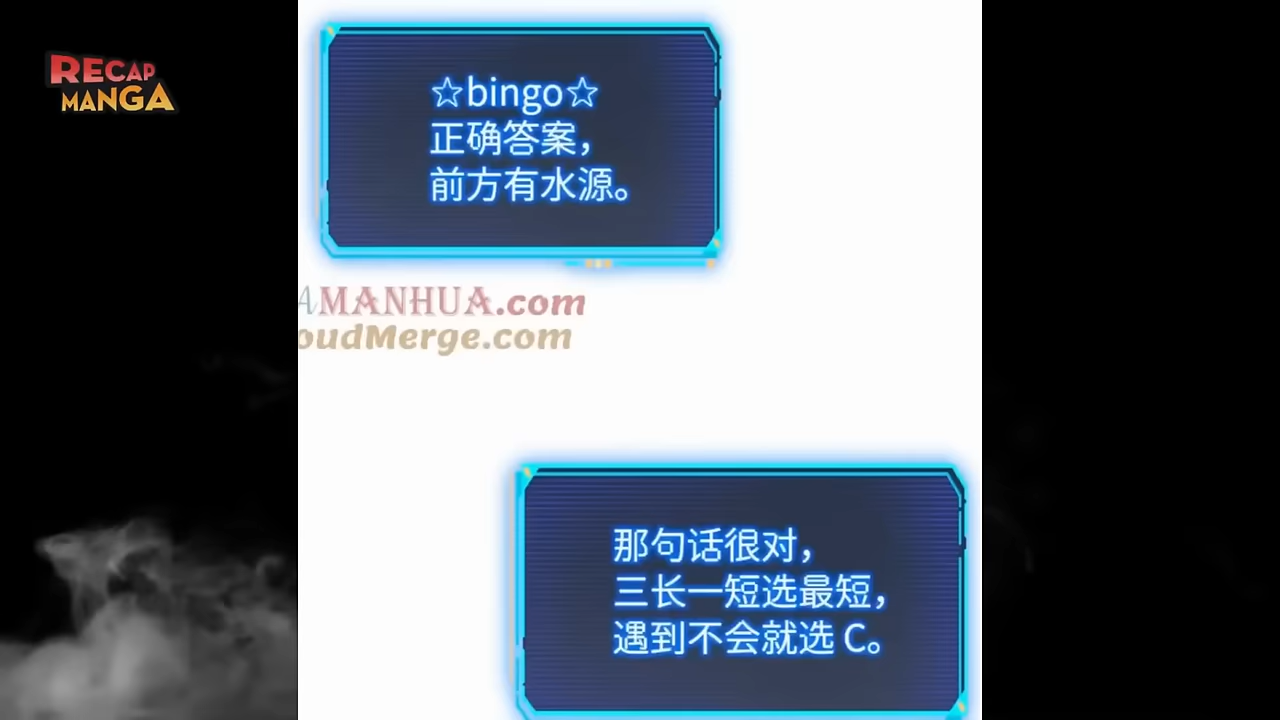 RECAP
MANGA
☆bingo☆
正确答案，
前方有水源。
AMANHUA.com
oudMerge.com
那句话很对，
三长一短选最短，
遇到不会就选 C。